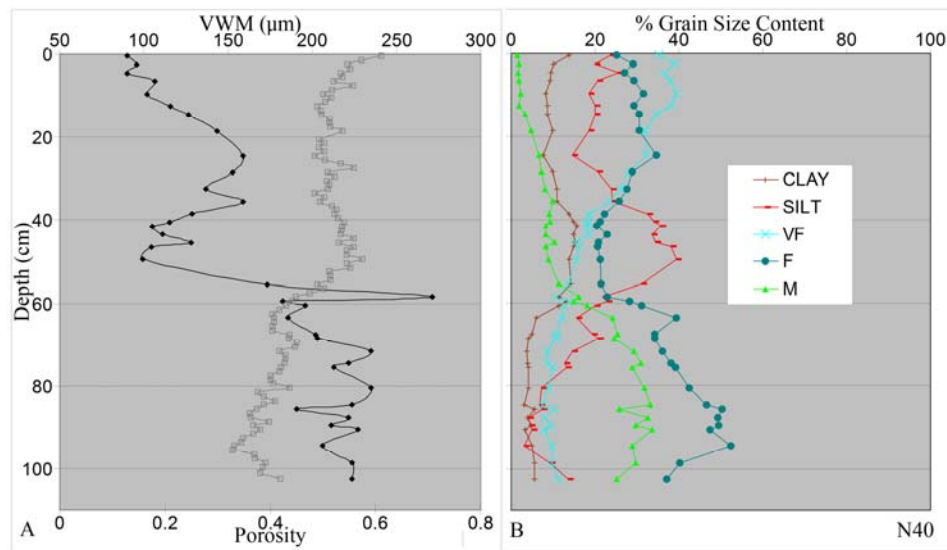 VWM (µm)
50 100 150 200 250 300
% Grain Size Content
0 20 40 60 80 100
Depth (cm)
0
20
40
60
80
100
CLAY
SILT
VF
F
M
A
B
N40
0 0.2 0.4 0.6 0.8
Porosity